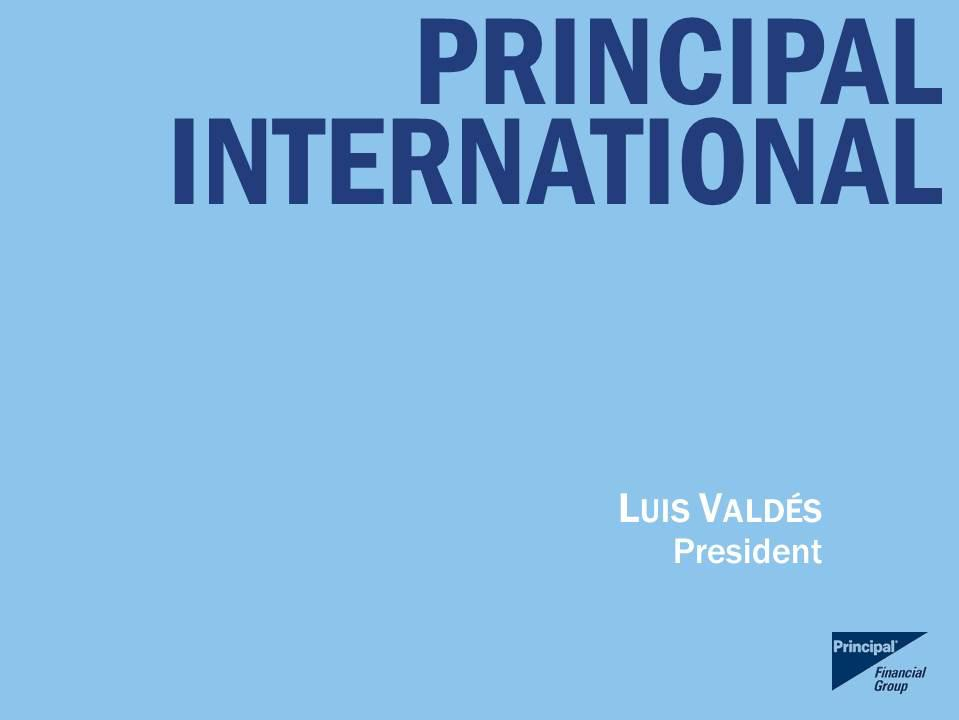 PRINCIPAL
INTERNATIONAL
LUIS VALDÉS
President
Principal®
Financial
Group